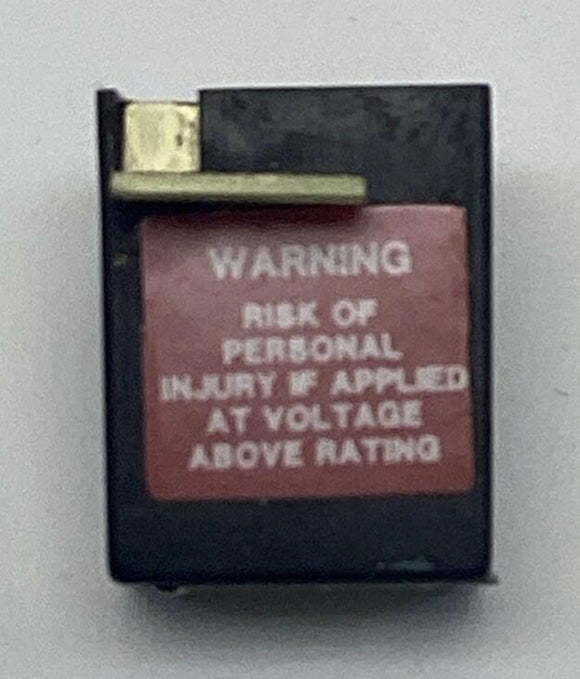 WARNING
RISK OF
PERSONAL
INJURY IF APPLIED
AT VOLTAGE
ABOVE RATING